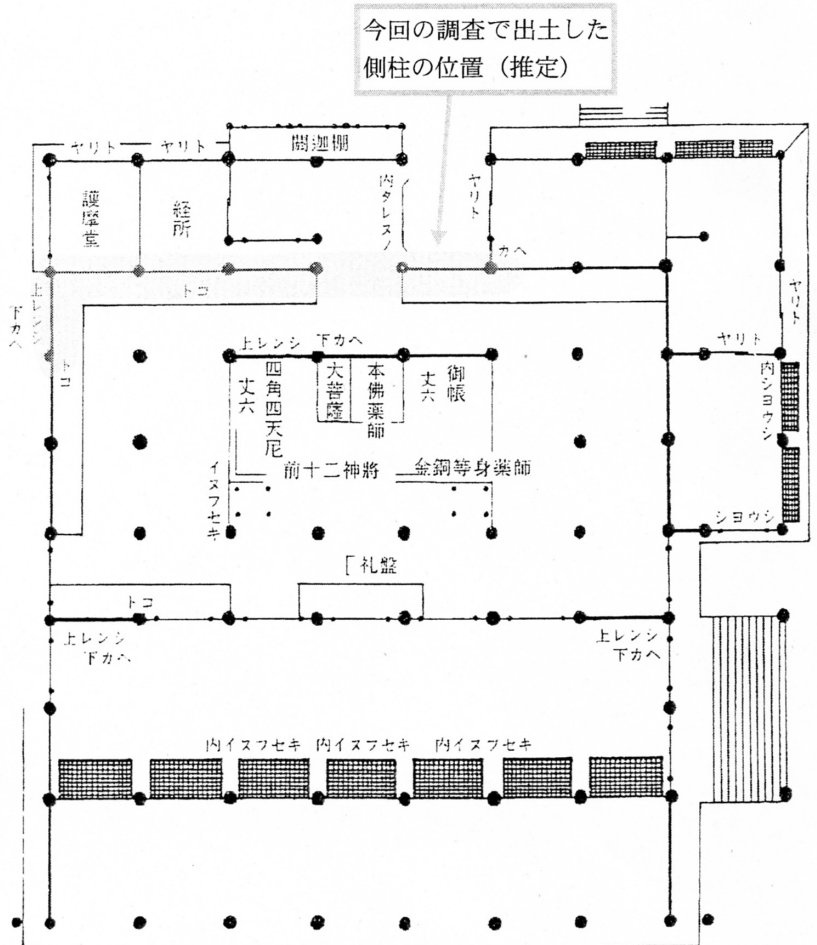 今回の調査で出土した
側柱の位置（推定）
ヤリト
ヤリト
閼迦棚
護摩堂
経所
内タレスノ
ヤリト
カヘ
ヤリト
トコ
上レンシ
下カヘ
トコ
上レンシ
下カヘ
ヤリト
内シヨウシ
四角四天尼
丈六
大菩薩
本佛薬師
御帳
丈六
イヌフセキ
前十二神將
金銅等身薬師
シヨウシ
礼盤
トコ
上レンシ
下カヘ
上レンシ
下カヘ
内イヌフセキ
内イヌフセキ
内イヌフセキ